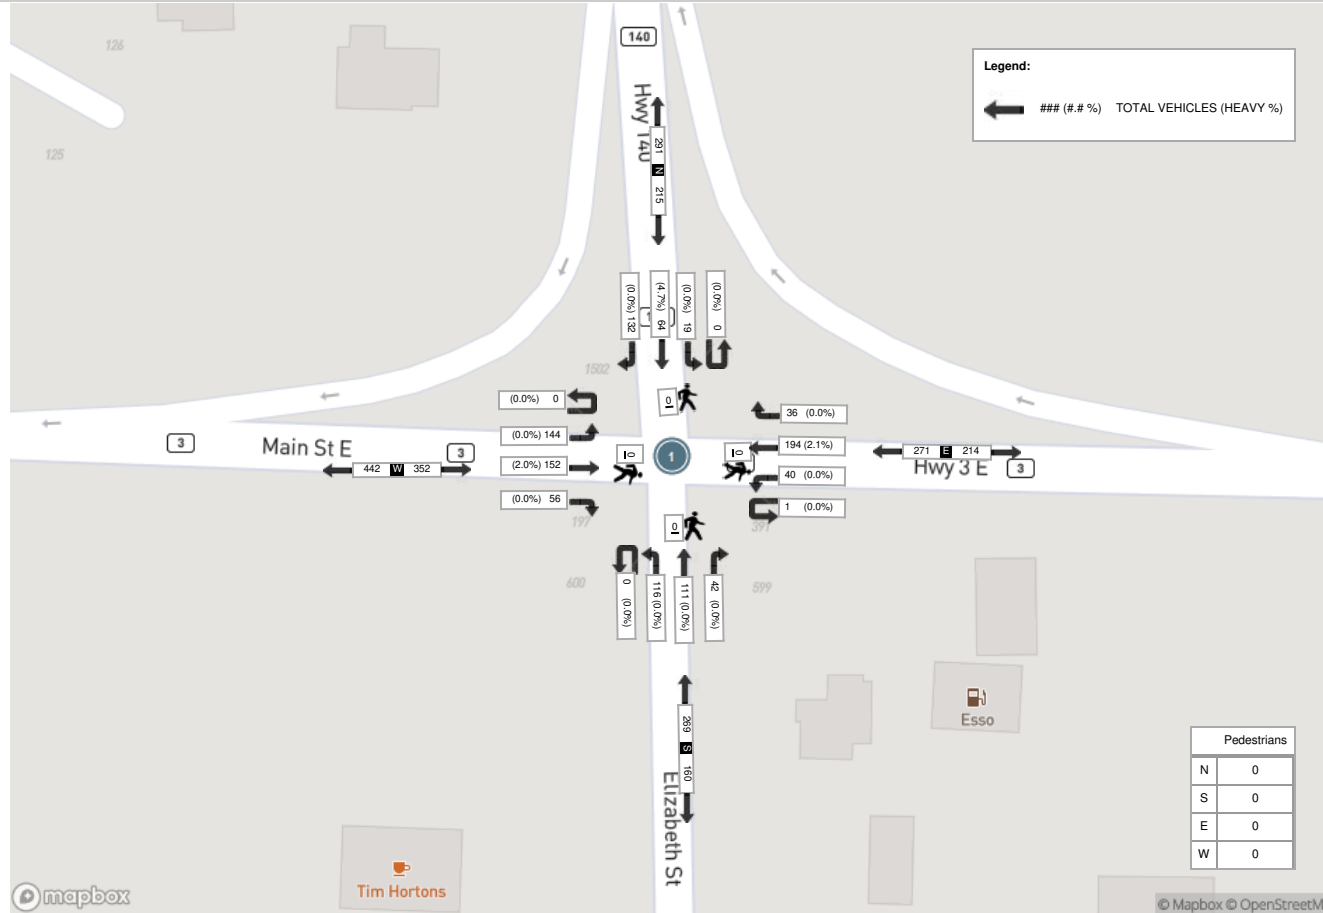 140
126
125
Hwy 140
Legend:
### (#.# %) TOTAL VEHICLES (HEAVY %)
291 N 215
(0.0%) 132
(4.7%) 64
(0.0%) 19
(0.0%) 0
1502
(0.0%) 0
0
36 (0.0%)
3
Main St E
3
(0.0%) 144
0
1
0
194 (2.1%)
271 E 214
Hwy 3 E
3
442 W 352
(2.0%) 152
40 (0.0%)
(0.0%) 56
1 (0.0%)
197
0
391
600
599
0 (0.0%)
116 (0.0%)
111 (0.0%)
42 (0.0%)
269 S 160
Elizabeth St
Esso
Pedestrians
N 0
S 0
E 0
W 0
Tim Hortons
mapbox
© Mapbox © OpenStreetM